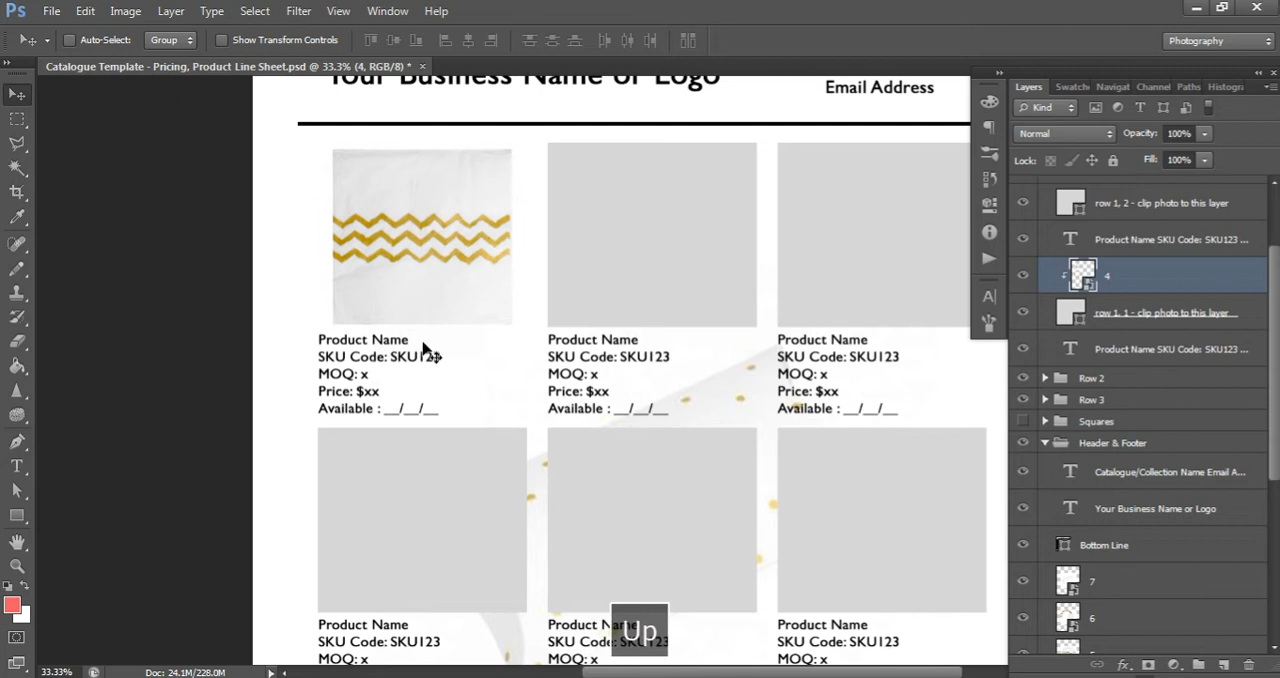 Ps File Edit Image Layer Type Select Filter View Window Help
Auto-Select: Group Show Transform Controls Photography
Catalogue Template - Pricing, Product Line Sheet.psd @ 33.3% (4, RGB/8) * ×
Your Business Name or Logo
Email Address
Product Name
SKU Code: SKU123
MOQ: x
Price: $xx
Available : __/__/__
Product Name
SKU Code: SKU123
MOQ: x
Price: $xx
Available : __/__/__
Product Name
SKU Code: SKU123
MOQ: x
Price: $xx
Available : __/__/__
Product Name
SKU Code: SKU123
MOQ: x
Product Name
SKU Code: SKU123
MOQ: x
Product Name
SKU Code: SKU123
MOQ: x
Up
Layers Swatch Navigat Channel Paths Histogra
Kind
Normal Opacity: 100%
Lock: Fill: 100%
row 1, 2 - clip photo to this layer
Product Name SKU Code: SKU123 ...
4
row 1, 1 - clip photo to this layer
Product Name SKU Code: SKU123 ...
Row 2
Row 3
Squares
Header & Footer
Catalogue/Collection Name Email A...
Your Business Name or Logo
Bottom Line
7
6
33.33% Doc: 24.1M/228.0M